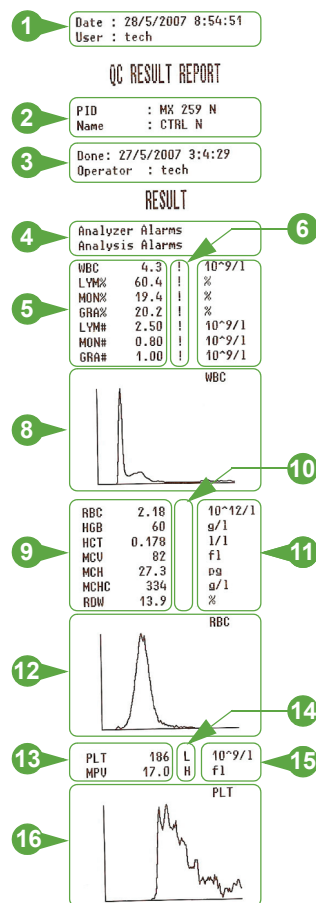 1
Date : 28/5/2007 8:54:51
User : tech
QC RESULT REPORT
2
PID : MX 259 N
Name : CTRL N
3
Done: 27/5/2007 3:4:29
Operator : tech
RESULT
4
Analyzer Alarms
Analysis Alarms
6
5
WBC 4.3 ! 10^9/l
LYM% 60.4 ! %
MON% 19.4 ! %
GRA% 20.2 ! %
LYM# 2.50 ! 10^9/l
MON# 0.80 ! 10^9/l
GRA# 1.00 ! 10^9/l
8
WBC
10
9
RBC 2.18 10^12/l
HGB 60 g/l
HCT 0.178 l/l
MCV 82 fl
MCH 27.3 pg
MCHC 334 g/l
RDW 13.9 %
11
12
RBC
14
13
PLT 186 L 10^9/l
MPV 17.0 H fl
15
16
PLT